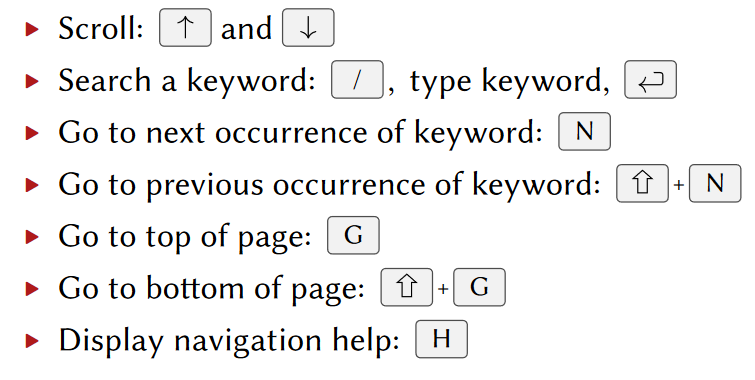 ▶ Scroll: ↑ and ↓
▶ Search a keyword: /, type keyword, ↵
▶ Go to next occurrence of keyword: N
▶ Go to previous occurrence of keyword: ⇧ + N
▶ Go to top of page: G
▶ Go to bottom of page: ⇧ + G
▶ Display navigation help: H